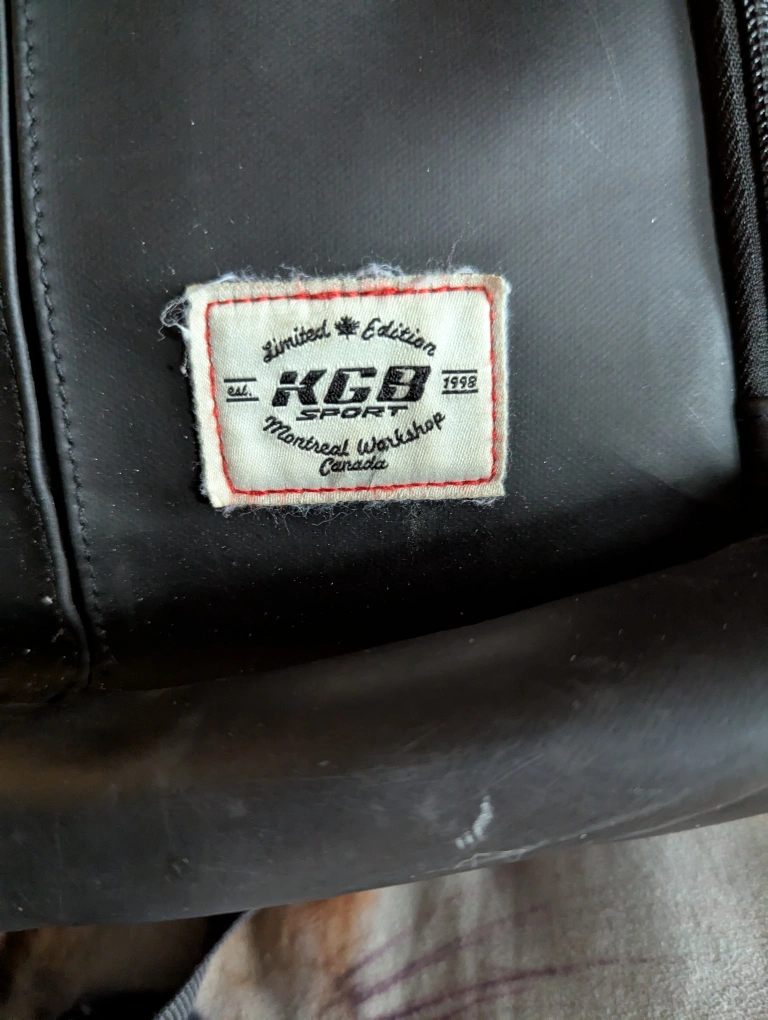 Limited Edition
est. KGB 1998
SPORT
Montreal Workshop
Canada